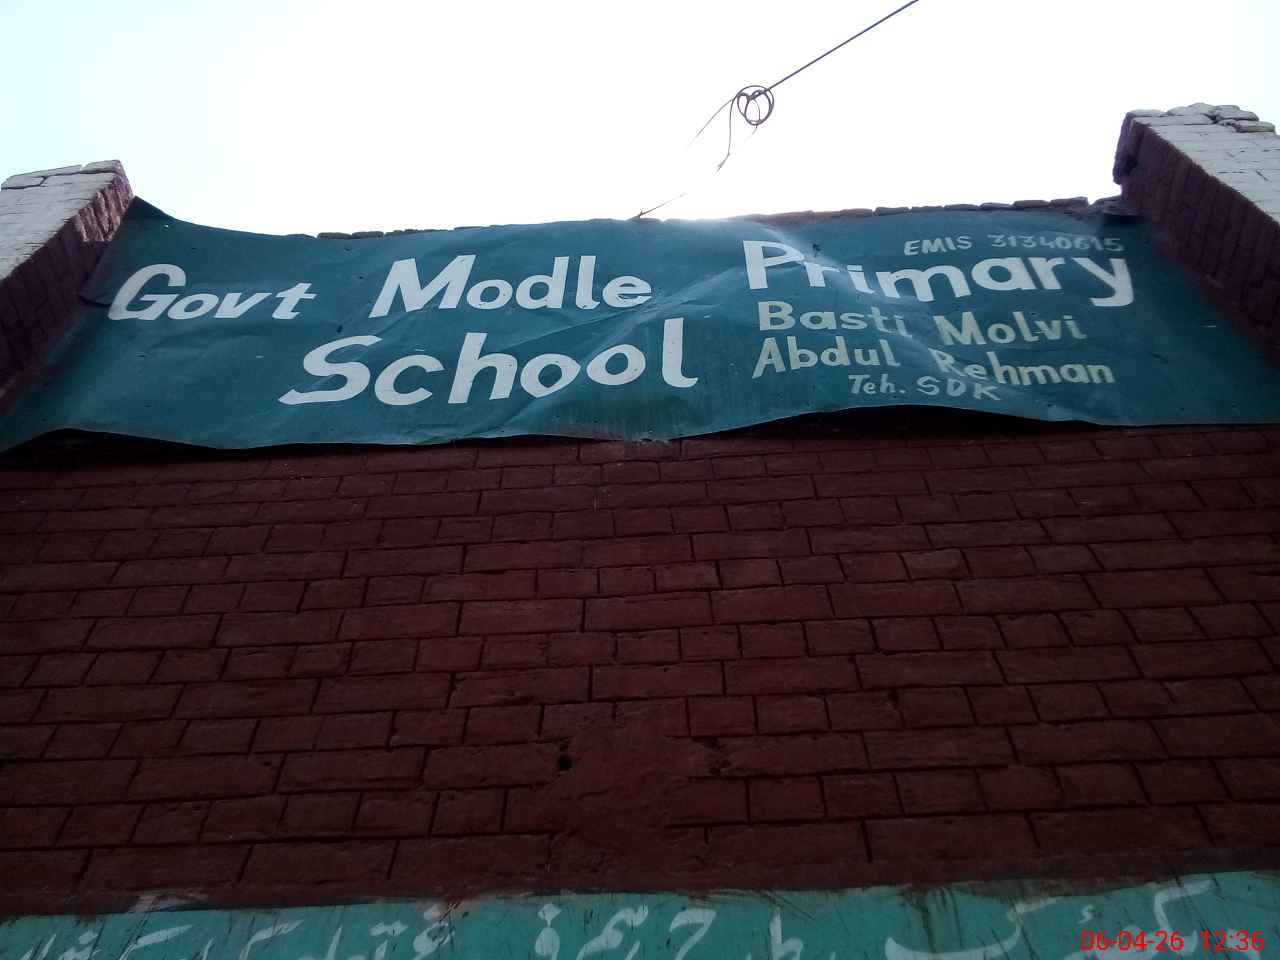 EMIS 31340615
Govt Modle Primary
School
Basti Molvi
Abdul Rehman
Teh. SDK
06-04-26 12:36